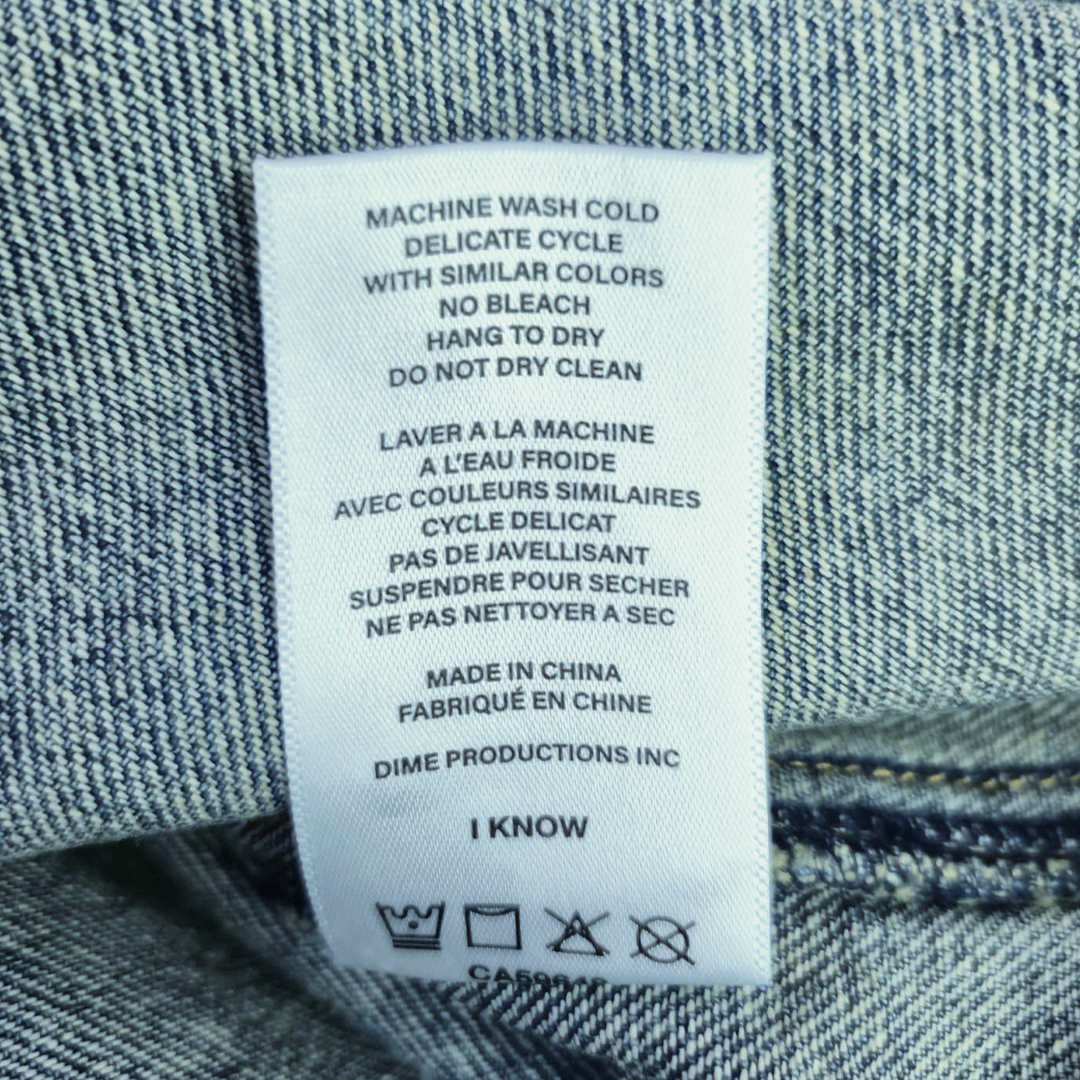 MACHINE WASH COLD
DELICATE CYCLE
WITH SIMILAR COLORS
NO BLEACH
HANG TO DRY
DO NOT DRY CLEAN
LAVER A LA MACHINE
A L'EAU FROIDE
AVEC COULEURS SIMILAIRES
CYCLE DELICAT
PAS DE JAVELLISANT
SUSPENDRE POUR SECHER
NE PAS NETTOYER A SEC
MADE IN CHINA
FABRIQUÉ EN CHINE
DIME PRODUCTIONS INC
I KNOW